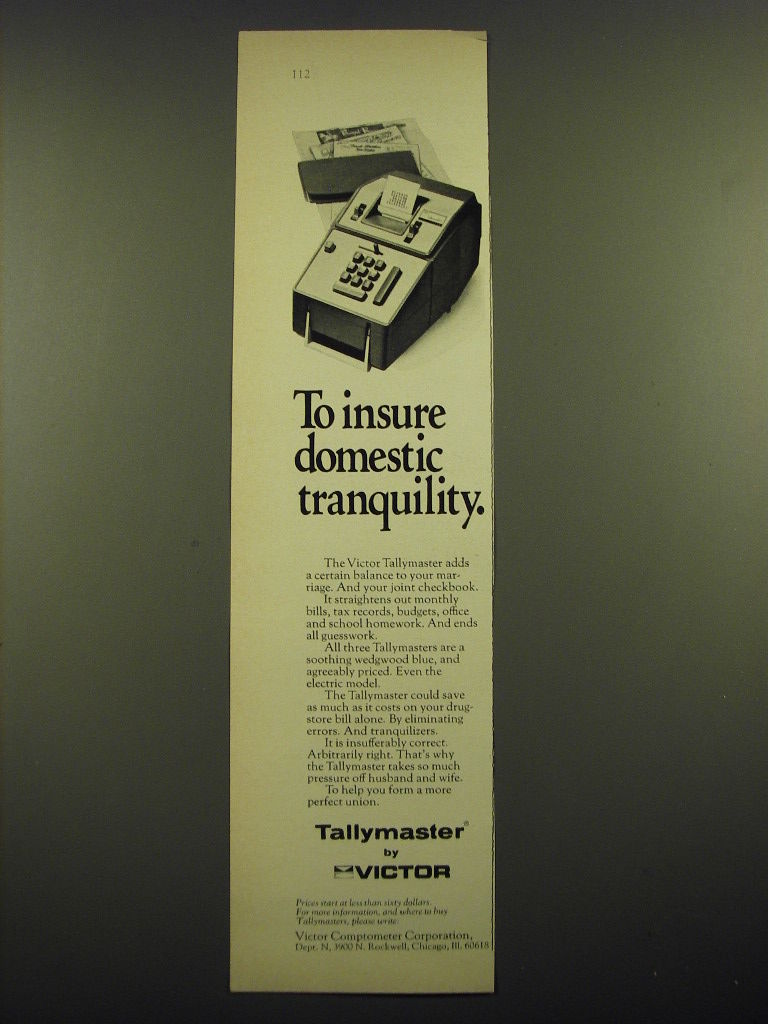 112
To insure
domestic
tranquility.
The Victor Tallymaster adds
a certain balance to your mar-
riage. And your joint checkbook.
It straightens out monthly
bills, tax records, budgets, office
and school homework. And ends
all guesswork.
All three Tallymasters are a
soothing wedgwood blue, and
agreeably priced. Even the
electric model.
The Tallymaster could save
as much as it costs on your drug-
store bill alone. By eliminating
errors. And tranquilizers.
It is insufferably correct.
Arbitrarily right. That's why
the Tallymaster takes so much
pressure off husband and wife.
To help you form a more
perfect union.
Tallymaster®
by
VICTOR
Prices start at less than sixty dollars.
For more information, and where to buy
Tallymasters, please write:
Victor Comptometer Corporation,
Dept. N, 3900 N. Rockwell, Chicago, Ill. 60618